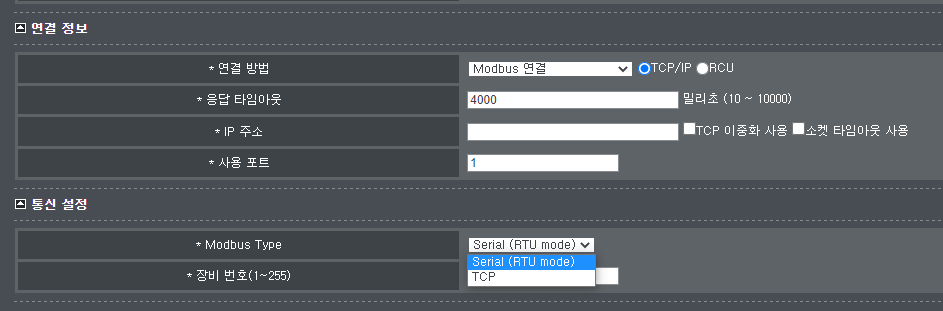 연결 정보
* 연결 방법 Modbus 연결 TCP/IP RCU
* 응답 타임아웃 4000 밀리초 (10 ~ 10000)
* IP 주소 TCP 이중화 사용 소켓 타임아웃 사용
* 사용 포트 1
통신 설정
* Modbus Type Serial (RTU mode)
Serial (RTU mode)
* 장비 번호(1~255) TCP